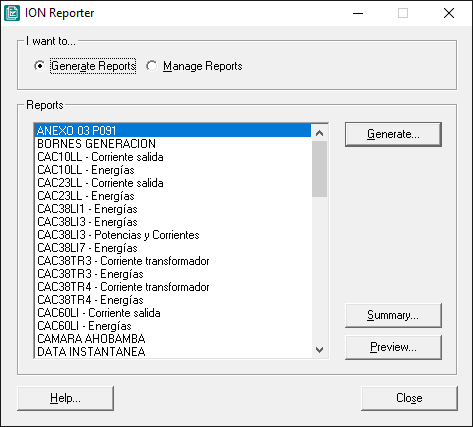 ION Reporter
I want to...
Generate Reports
Manage Reports
Reports
ANEXO 03 P091
BORNES GENERACION
CAC10LL - Corriente salida
CAC10LL - Energías
CAC23LL - Corriente salida
CAC23LL - Energías
CAC38LI1 - Energías
CAC38LI3 - Energías
CAC38LI3 - Potencias y Corrientes
CAC38LI7 - Energías
CAC38TR3 - Corriente transformador
CAC38TR3 - Energías
CAC38TR4 - Corriente transformador
CAC38TR4 - Energías
CAC60LI - Corriente salida
CAC60LI - Energías
CAMARA AHOBAMBA
DATA INSTANTANEA
Generate...
Summary...
Preview...
Help...
Close